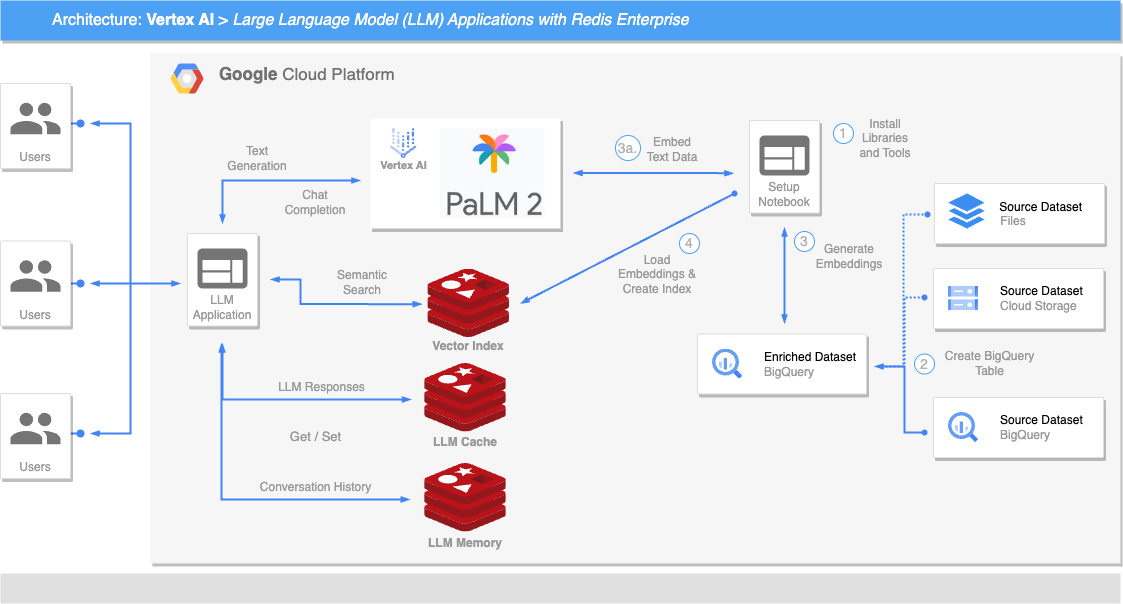 Architecture: Vertex AI > Large Language Model (LLM) Applications with Redis Enterprise
Google Cloud Platform
Users
Users
Users
Text
Generation
Chat
Completion
Vertex AI
PaLM 2
3a.
Embed
Text Data
Setup
Notebook
1
Install
Libraries
and Tools
LLM
Application
Semantic
Search
Vector Index
4
Load
Embeddings &
Create Index
3
Generate
Embeddings
Source Dataset
Files
Source Dataset
Cloud Storage
Enriched Dataset
BigQuery
2
Create BigQuery
Table
Source Dataset
BigQuery
LLM Responses
Get / Set
LLM Cache
Conversation History
LLM Memory